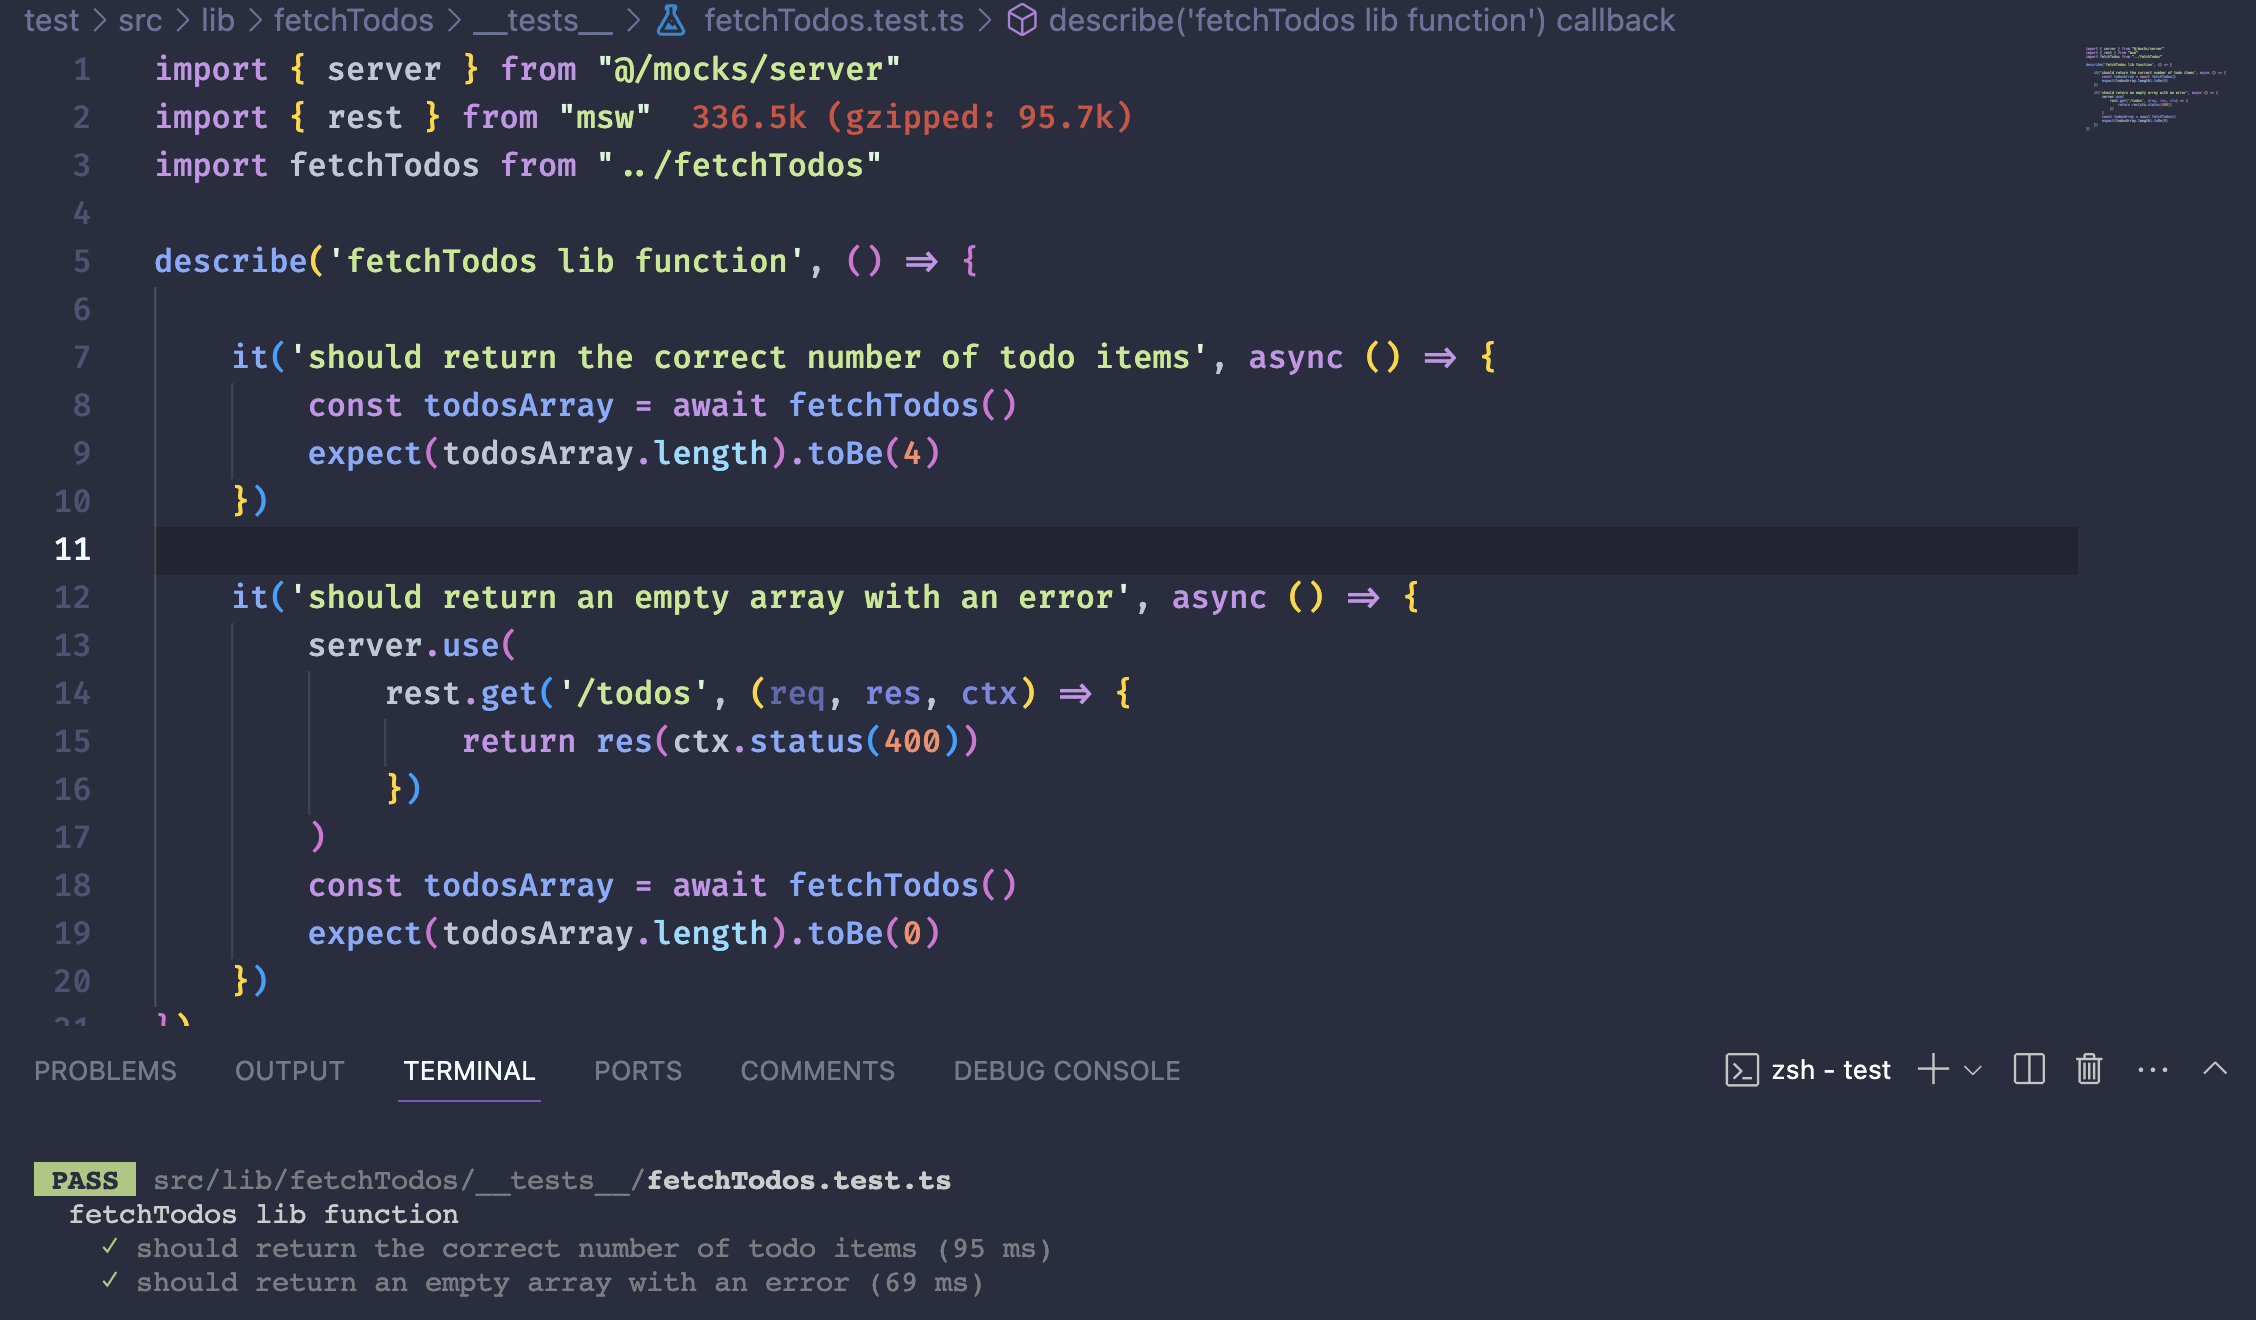 test > src > lib > fetchTodos > __tests__ > fetchTodos.test.ts > describe('fetchTodos lib function') callback
1 import { server } from "@/mocks/server"
2 import { rest } from "msw" 336.5k (gzipped: 95.7k)
3 import fetchTodos from "../fetchTodos"
4
5 describe('fetchTodos lib function', () => {
6
7 it('should return the correct number of todo items', async () => {
8 const todosArray = await fetchTodos()
9 expect(todosArray.length).toBe(4)
10 })
11
12 it('should return an empty array with an error', async () => {
13 server.use(
14 rest.get('/todos', (req, res, ctx) => {
15 return res(ctx.status(400))
16 })
17 )
18 const todosArray = await fetchTodos()
19 expect(todosArray.length).toBe(0)
20 })
21 })
PROBLEMS OUTPUT TERMINAL PORTS COMMENTS DEBUG CONSOLE zsh - test
PASS src/lib/fetchTodos/__tests__/fetchTodos.test.ts
fetchTodos lib function
✓ should return the correct number of todo items (95 ms)
✓ should return an empty array with an error (69 ms)